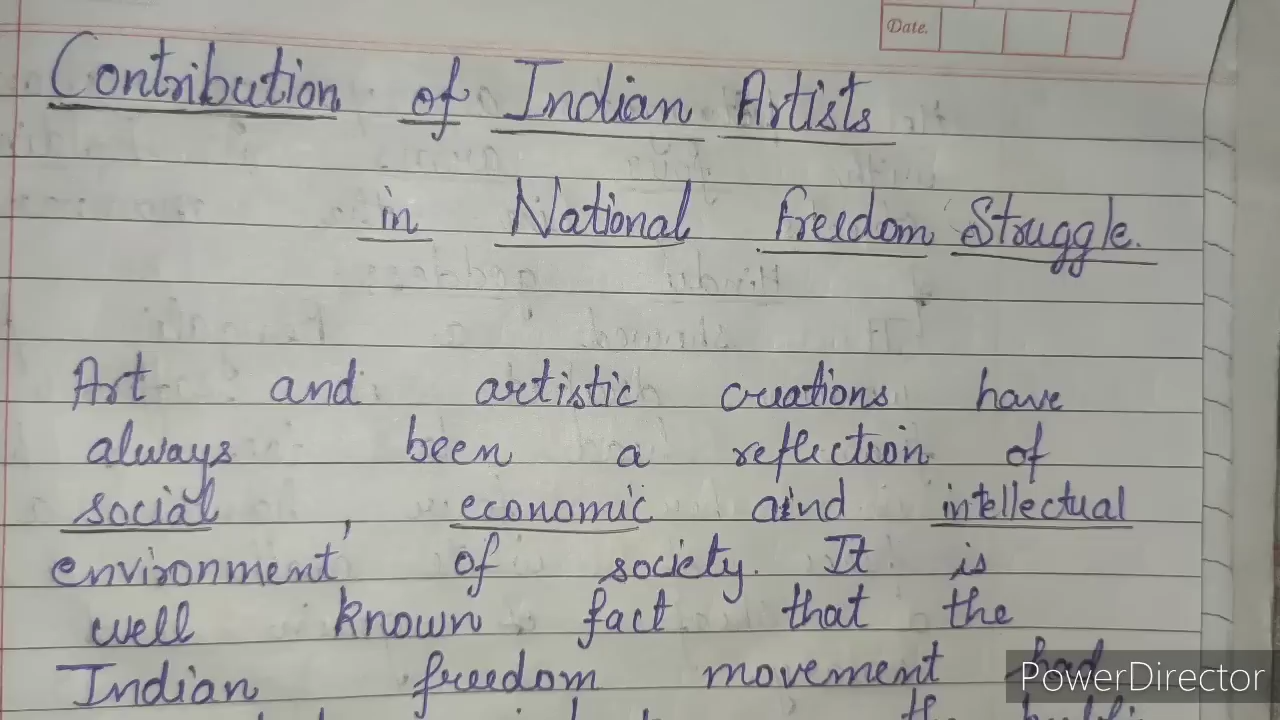 Date.
Contribution of Indian Artists
in National Freedom Struggle.
Art and artistic creations have
always been a reflection of
social, economic and intellectual
environment of society. It is
well known fact that the
Indian freedom movement had
PowerDirector